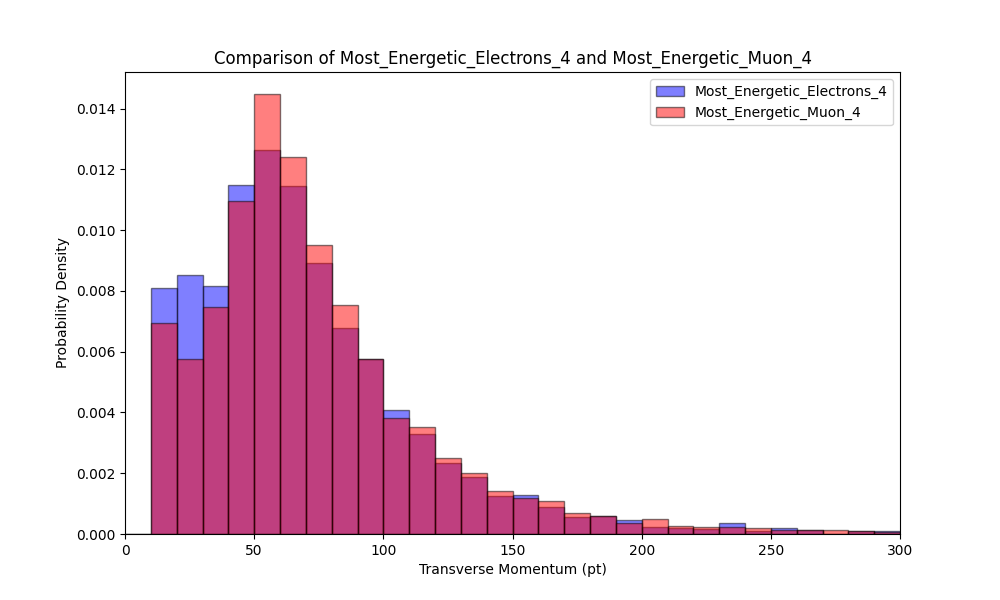 Comparison of Most_Energetic_Electrons_4 and Most_Energetic_Muon_4
Most_Energetic_Electrons_4
Most_Energetic_Muon_4
Probability Density
0.014
0.012
0.010
0.008
0.006
0.004
0.002
0.000
0 50 100 150 200 250 300
Transverse Momentum (pt)